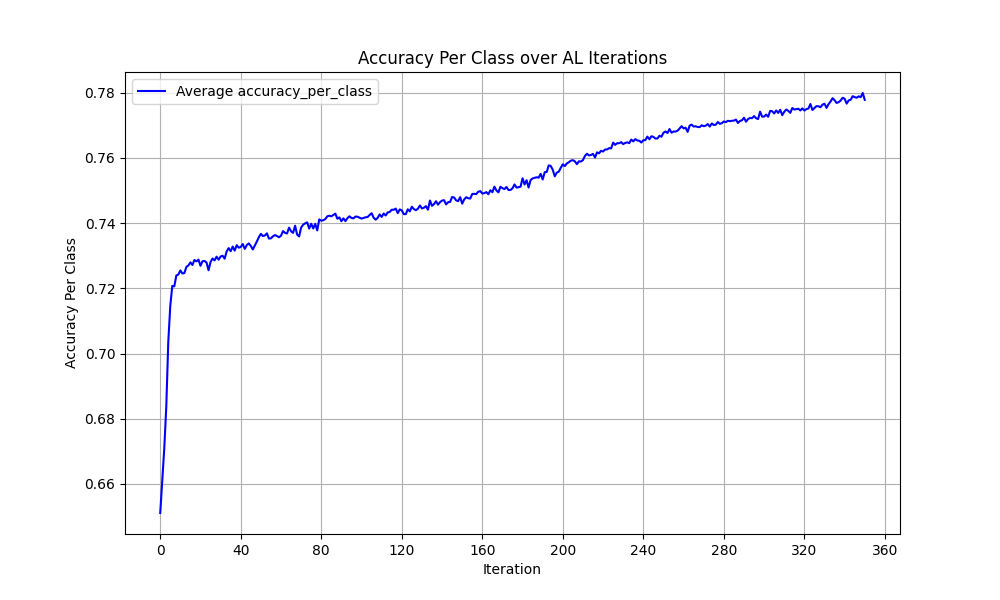 Accuracy Per Class over AL Iterations
Average accuracy_per_class
0.78
0.76
0.74
0.72
0.70
0.68
0.66
Accuracy Per Class
0 40 80 120 160 200 240 280 320 360
Iteration